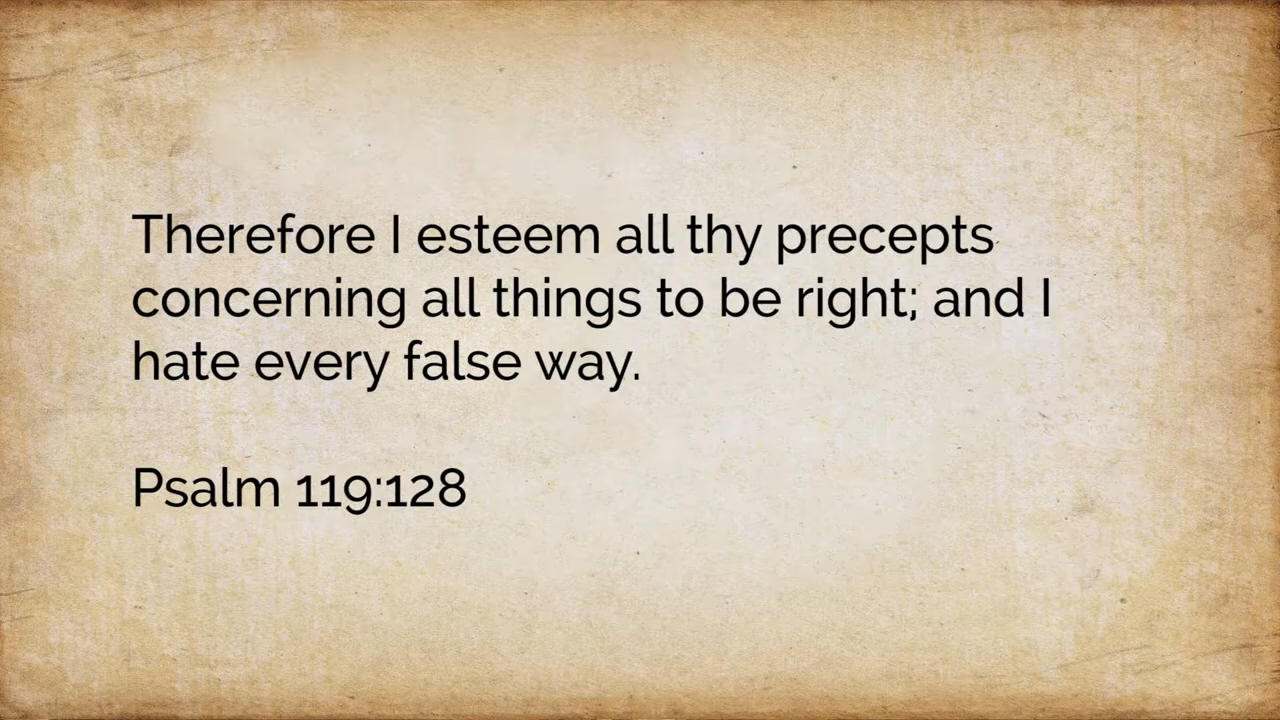 Therefore I esteem all thy precepts
concerning all things to be right; and I
hate every false way.
Psalm 119:128